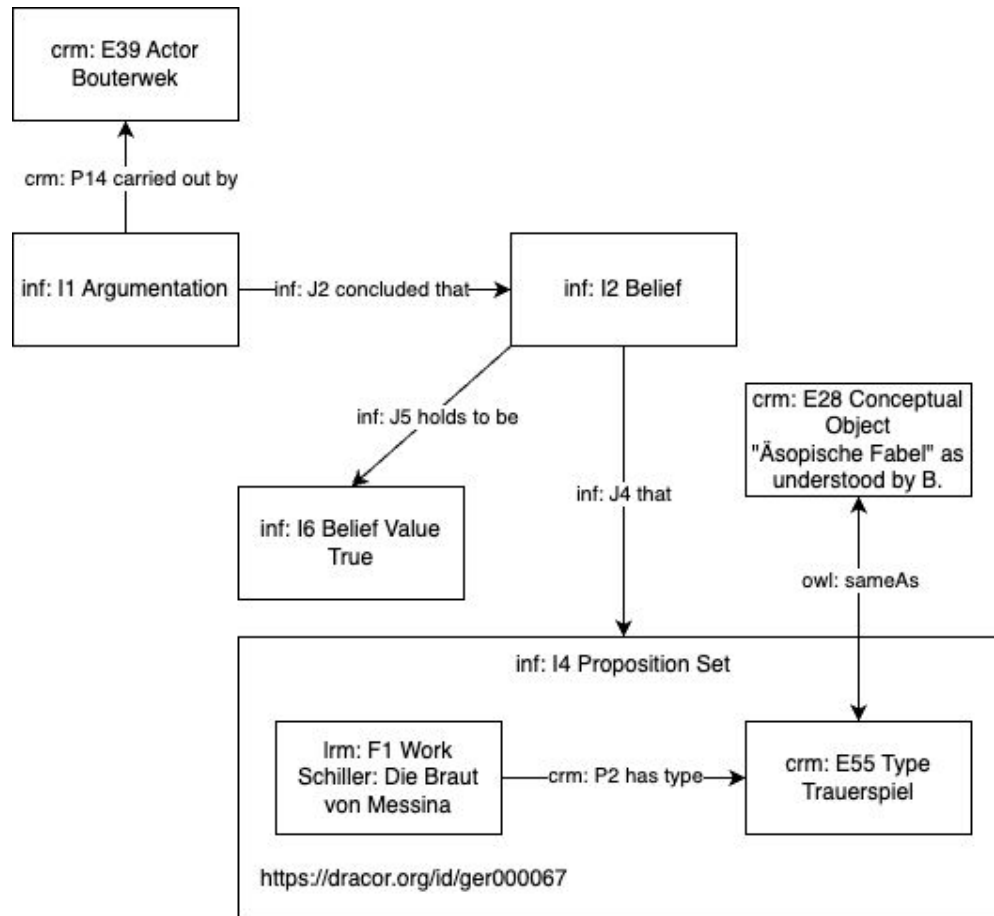 crm: E39 Actor
Bouterwek
crm: P14 carried out by
inf: I1 Argumentation
inf: J2 concluded that
inf: I2 Belief
inf: J5 holds to be
inf: J4 that
crm: E28 Conceptual
Object
"Äsopische Fabel" as
understood by B.
inf: I6 Belief Value
True
owl: sameAs
inf: I4 Proposition Set
lrm: F1 Work
Schiller: Die Braut
von Messina
crm: P2 has type
crm: E55 Type
Trauerspiel
https://dracor.org/id/ger000067